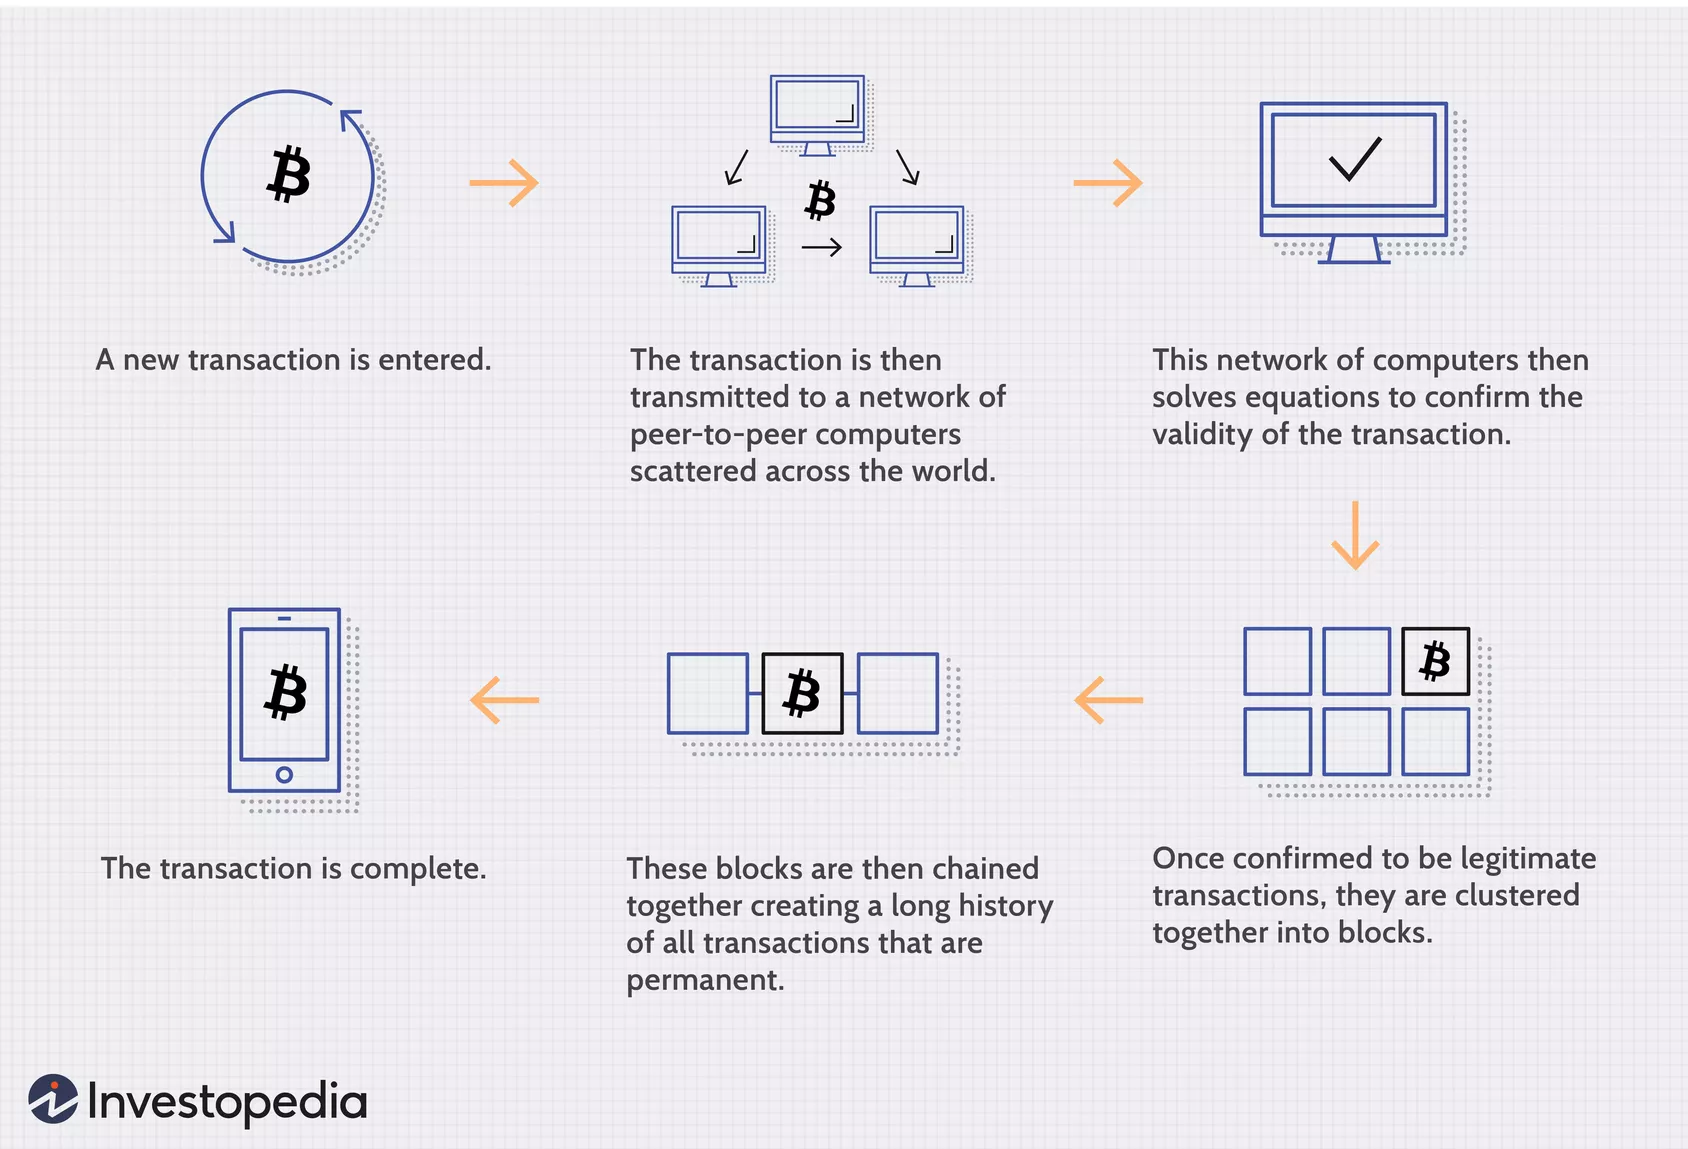 A new transaction is entered.
The transaction is then
transmitted to a network of
peer-to-peer computers
scattered across the world.
This network of computers then
solves equations to confirm the
validity of the transaction.
Once confirmed to be legitimate
transactions, they are clustered
together into blocks.
These blocks are then chained
together creating a long history
of all transactions that are
permanent.
The transaction is complete.
Investopedia